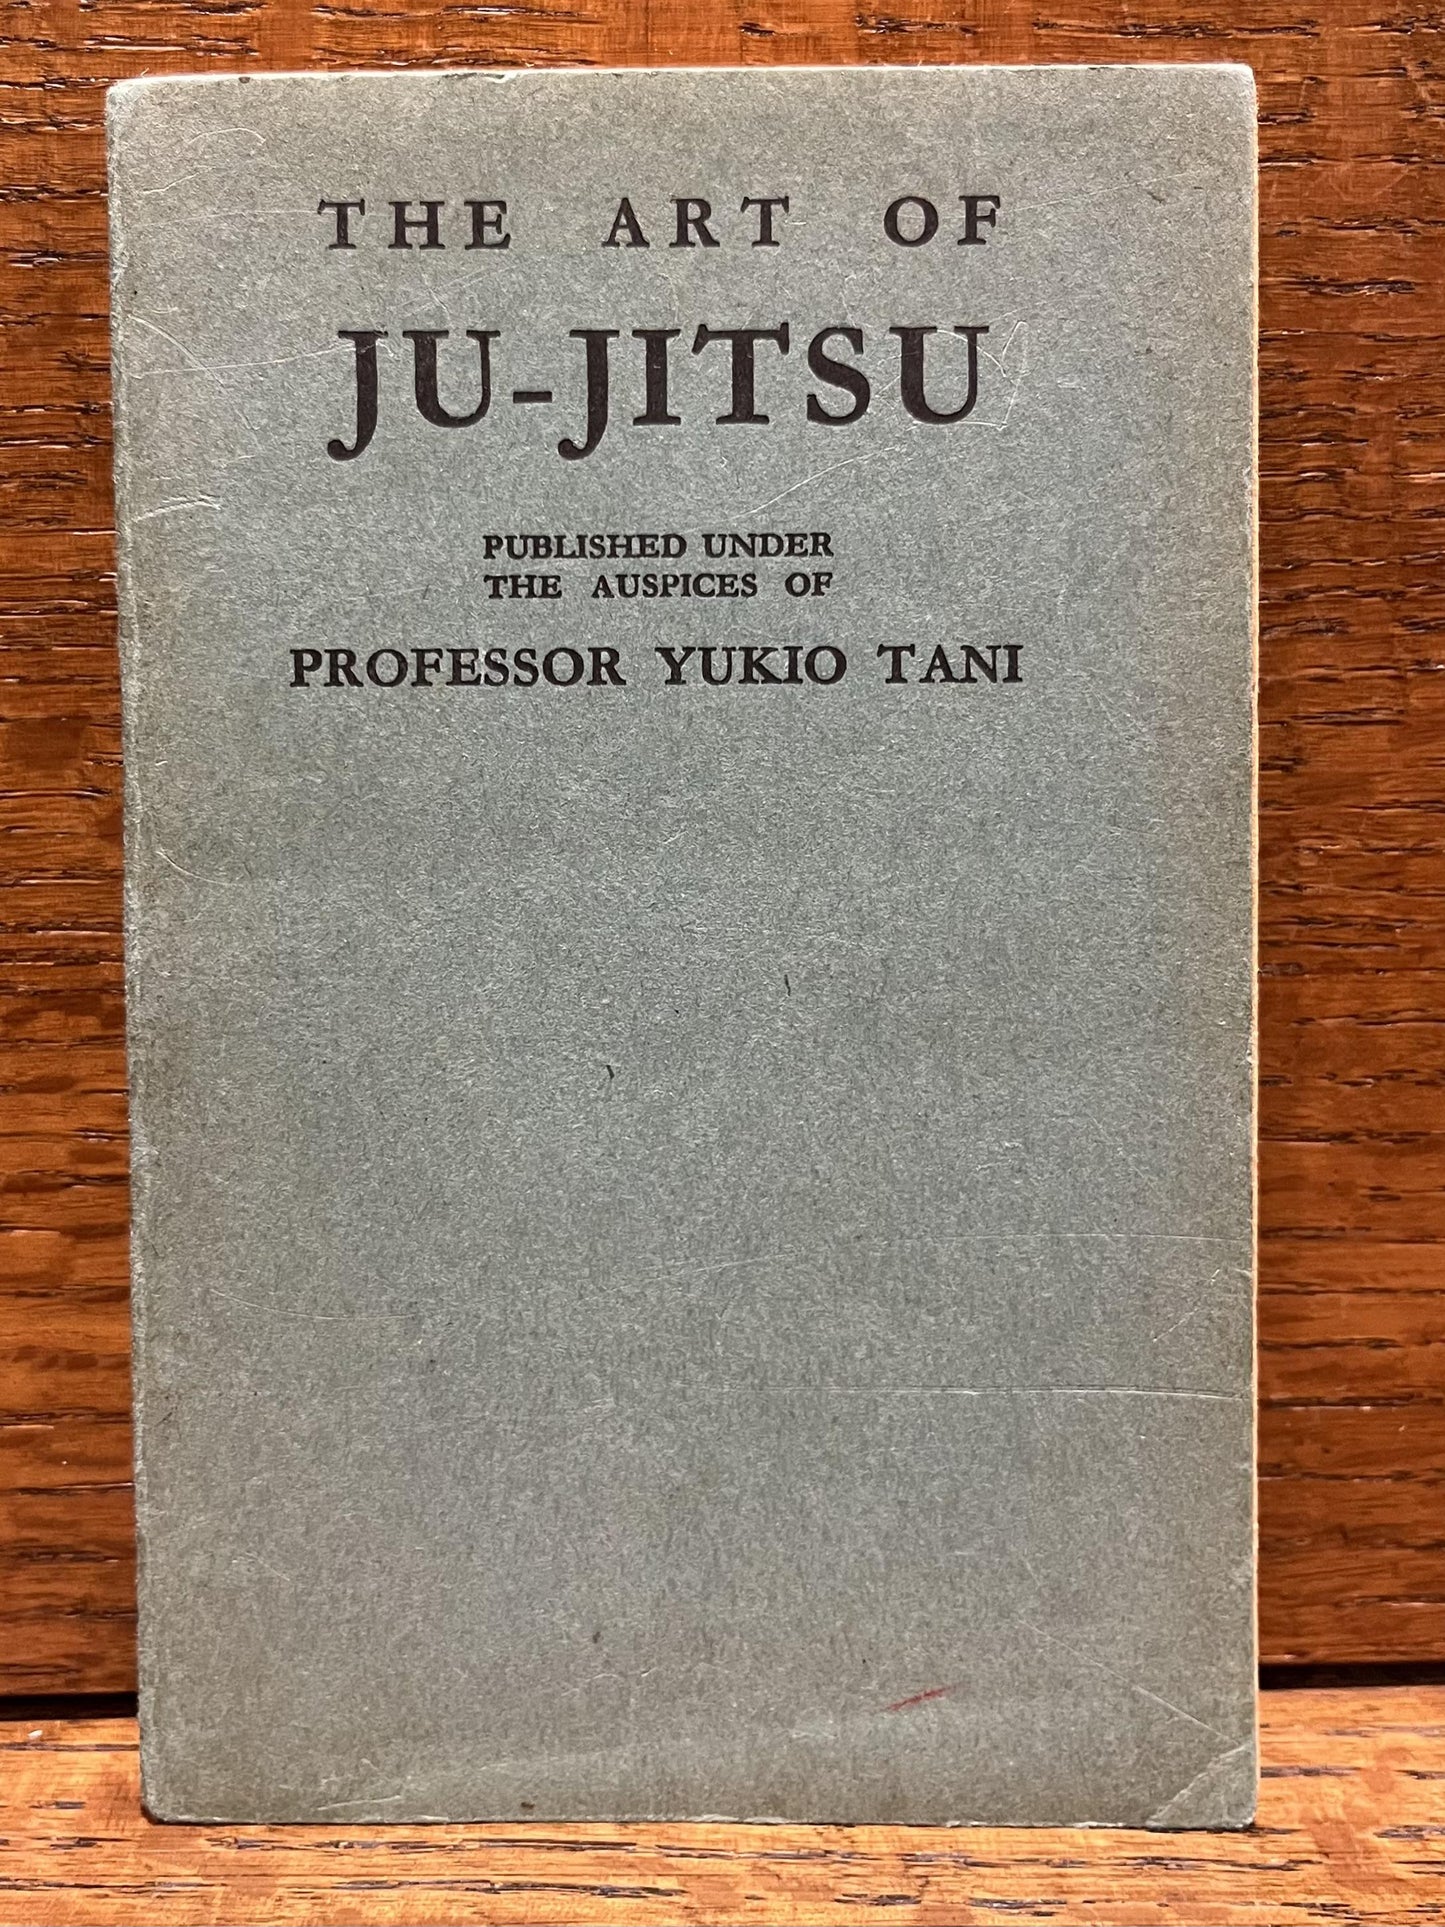 THE ART OF
JU-JITSU
PUBLISHED UNDER
THE AUSPICES OF
PROFESSOR YUKIO TANI